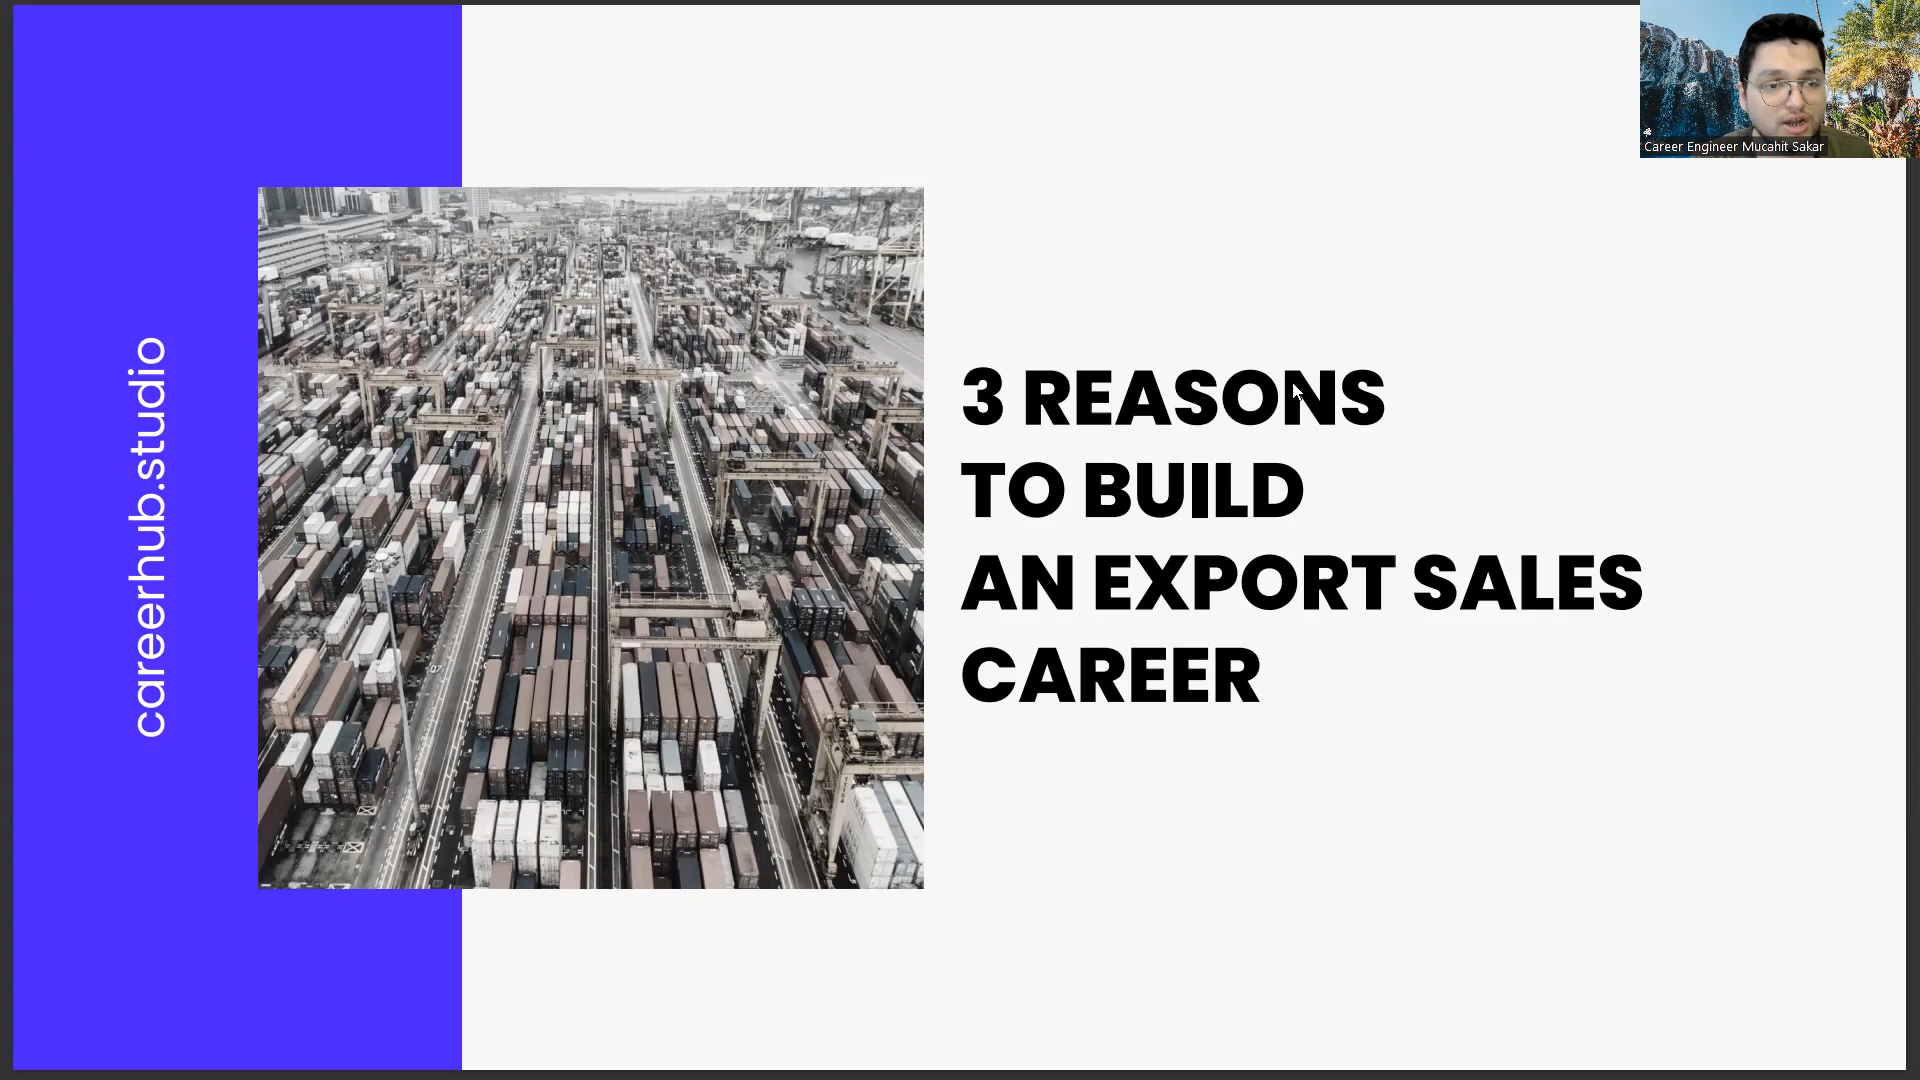 careerhub.studio
3 REASONS
TO BUILD
AN EXPORT SALES
CAREER
Career Engineer Mucahit Sakar